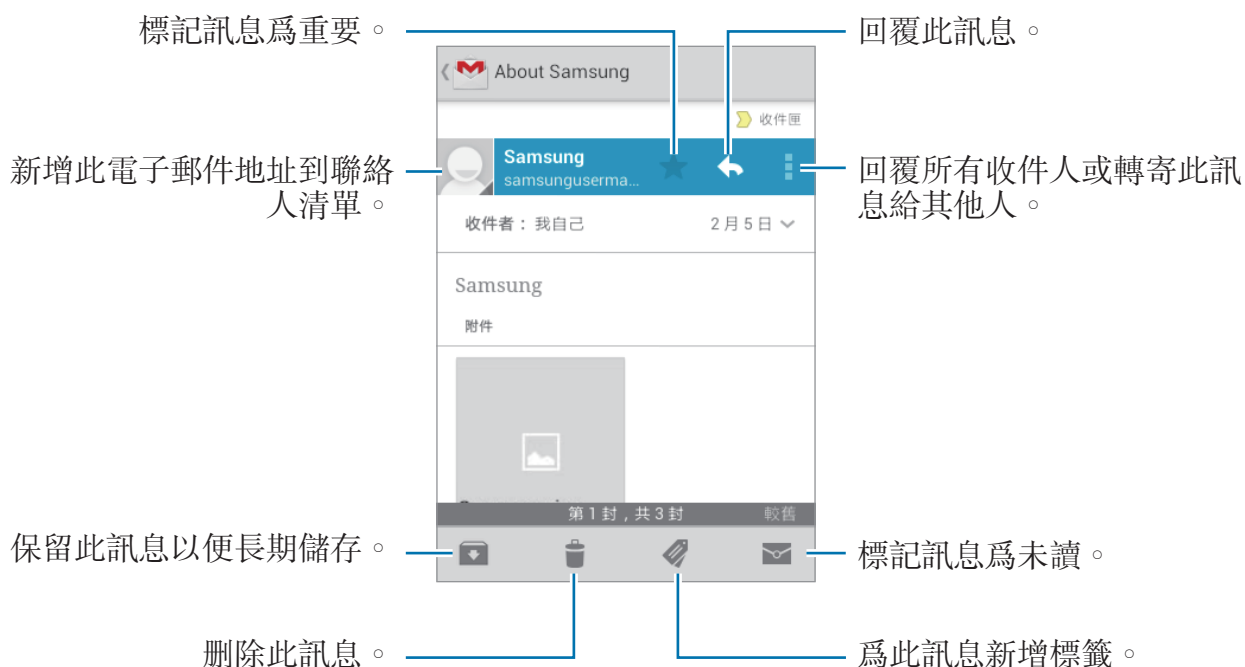 標記訊息爲重要。
回覆此訊息。
About Samsung
收件匣
新增此電子郵件地址到聯絡
人清單。
Samsung
samsunguserma...
回覆所有收件人或轉寄此訊
息給其他人。
收件者：我自己
2 月 5 日
Samsung
附件
第 1 封，共 3 封
較舊
保留此訊息以便長期儲存。
標記訊息爲未讀。
刪除此訊息。
爲此訊息新增標籤。